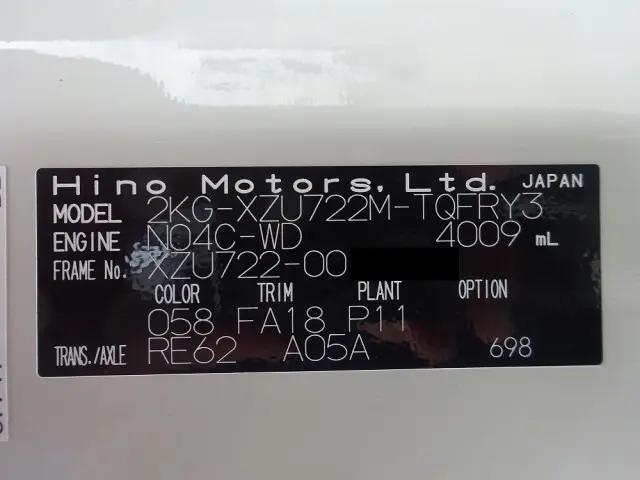 Hino Motors, Ltd. JAPAN
MODEL 2KG-XZU722M-TQFRY3
ENGINE N04C-WD 4009 mL
FRAME No. XZU722-00
COLOR TRIM PLANT OPTION
058 FA18 P11
TRANS./AXLE RE62 A05A 698